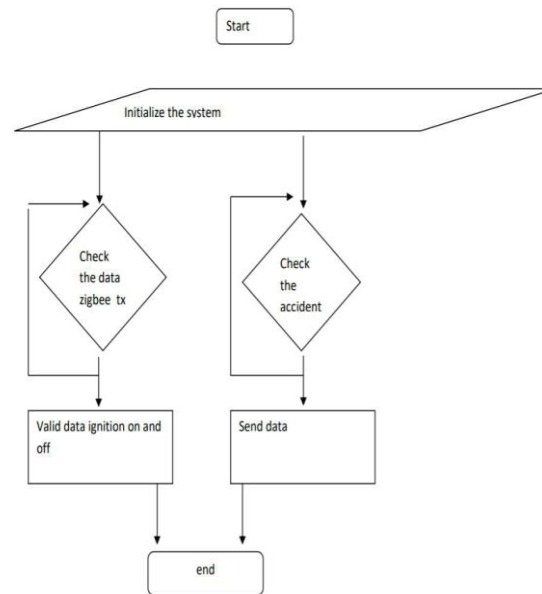 Start
Initialize the system
Check
the data
zigbee tx
Check
the
accident
Valid data ignition on and
off
Send data
end